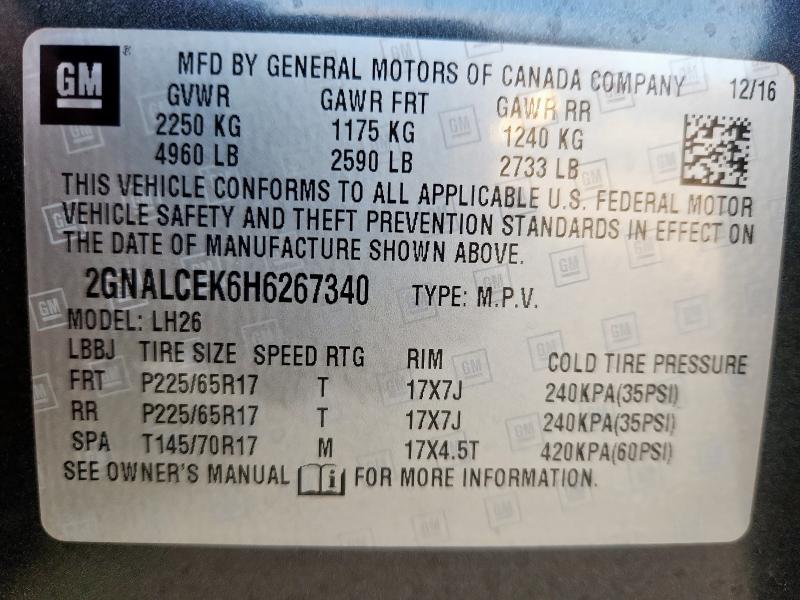 GM ® MFD BY GENERAL MOTORS OF CANADA COMPANY 12/16
GVWR GAWR FRT GAWR RR
2250 KG 1175 KG 1240 KG
4960 LB 2590 LB 2733 LB
THIS VEHICLE CONFORMS TO ALL APPLICABLE U.S. FEDERAL MOTOR
VEHICLE SAFETY AND THEFT PREVENTION STANDARDS IN EFFECT ON
THE DATE OF MANUFACTURE SHOWN ABOVE.
2GNALCEK6H6267340 TYPE: M.P.V.
MODEL: LH26
LBBJ TIRE SIZE SPEED RTG RIM COLD TIRE PRESSURE
FRT P225/65R17 T 17X7J 240KPA(35PSI)
RR P225/65R17 T 17X7J 240KPA(35PSI)
SPA T145/70R17 M 17X4.5T 420KPA(60PSI)
SEE OWNER'S MANUAL i FOR MORE INFORMATION.